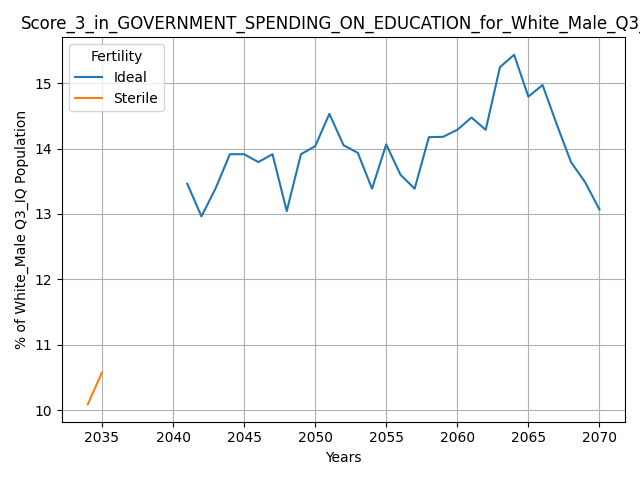 Score_3_in_GOVERNMENT_SPENDING_ON_EDUCATION_for_White_Male_Q3_
Fertility
Ideal
Sterile
% of White_Male Q3_IQ Population
15
14
13
12
11
10
2035 2040 2045 2050 2055 2060 2065 2070
Years